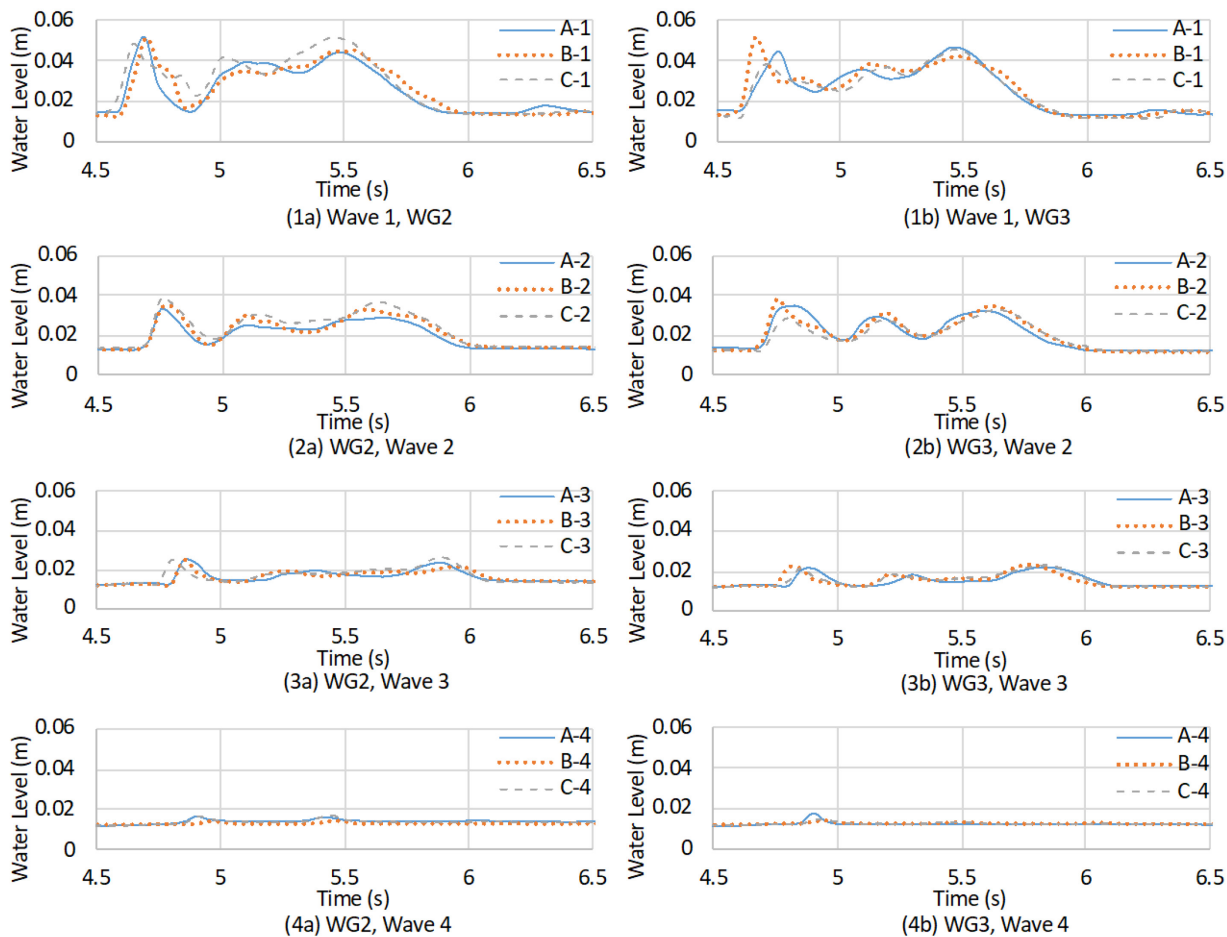 Water Level (m)
0.06
0.04
0.02
0
A-1
B-1
C-1
4.5 5 5.5 6 6.5
Time (s)
(1a) Wave 1, WG2
Water Level (m)
0.06
0.04
0.02
0
A-1
B-1
C-1
4.5 5 5.5 6 6.5
Time (s)
(1b) Wave 1, WG3
Water Level (m)
0.06
0.04
0.02
0
A-2
B-2
C-2
4.5 5 5.5 6 6.5
Time (s)
(2a) WG2, Wave 2
Water Level (m)
0.06
0.04
0.02
0
A-2
B-2
C-2
4.5 5 5.5 6 6.5
Time (s)
(2b) WG3, Wave 2
Water Level (m)
0.06
0.04
0.02
0
A-3
B-3
C-3
4.5 5 5.5 6 6.5
Time (s)
(3a) WG2, Wave 3
Water Level (m)
0.06
0.04
0.02
0
A-3
B-3
C-3
4.5 5 5.5 6 6.5
Time (s)
(3b) WG3, Wave 3
Water Level (m)
0.06
0.04
0.02
0
A-4
B-4
C-4
4.5 5 5.5 6 6.5
Time (s)
(4a) WG2, Wave 4
Water Level (m)
0.06
0.04
0.02
0
A-4
B-4
C-4
4.5 5 5.5 6 6.5
Time (s)
(4b) WG3, Wave 4